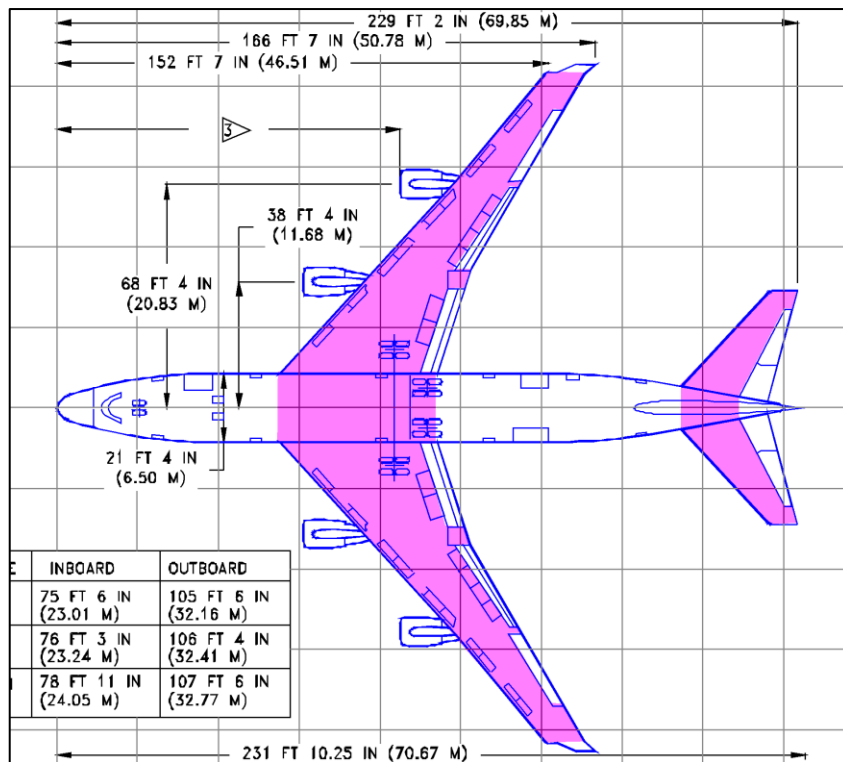 229 FT 2 IN (69.85 M)
166 FT 7 IN (50.78 M)
152 FT 7 IN (46.51 M)
3
38 FT 4 IN
(11.68 M)
68 FT 4 IN
(20.83 M)
21 FT 4 IN
(6.50 M)
E INBOARD OUTBOARD
75 FT 6 IN 105 FT 6 IN
(23.01 M) (32.16 M)
76 FT 3 IN 106 FT 4 IN
(23.24 M) (32.41 M)
78 FT 11 IN 107 FT 6 IN
(24.05 M) (32.77 M)
231 FT 10.25 IN (70.67 M)